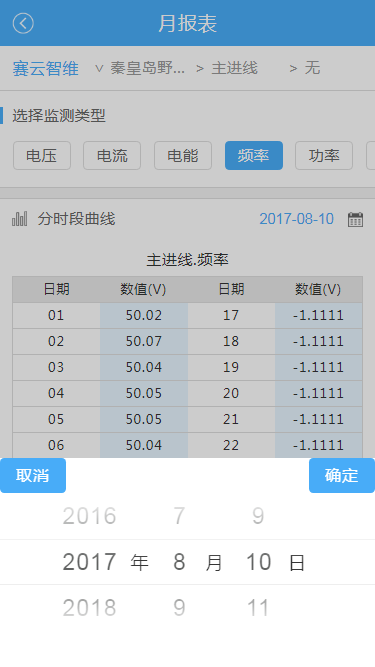 月报表
赛云智维 ∨ 秦皇岛野... > 主进线 > 无
选择监测类型
电压 电流 电能 频率 功率
分时段曲线 2017-08-10
主进线.频率
日期 数值(V) 日期 数值(V)
01 50.02 17 -1.1111
02 50.07 18 -1.1111
03 50.04 19 -1.1111
04 50.05 20 -1.1111
05 50.05 21 -1.1111
06 50.04 22 -1.1111
取消 确定
2016 7 9
2017 年 8 月 10 日
2018 9 11